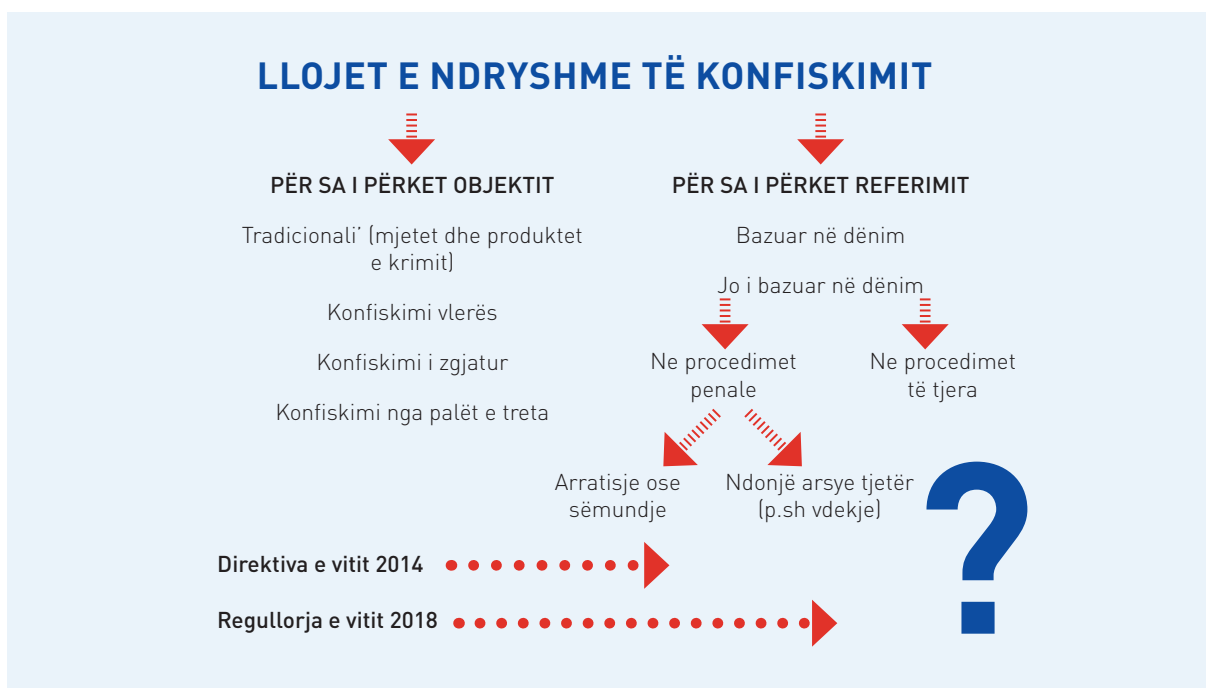 LLOJET E NDRYSHME TË KONFISKIMIT
PËR SA I PËRKET OBJEKTIT
Tradicionali’ (mjetet dhe produktet
e krimit)
Konfiskimi vlerës
Konfiskimi i zgjatur
Konfiskimi nga palët e treta
PËR SA I PËRKET REFERIMIT
Bazuar në dënim
Jo i bazuar në dënim
Ne procedimet
penale
Ne procedimet
të tjera
Arratisje ose
sëmundje
Ndonjë arsye tjetër
(p.sh vdekje)
?
Direktiva e vitit 2014
Regullorja e vitit 2018